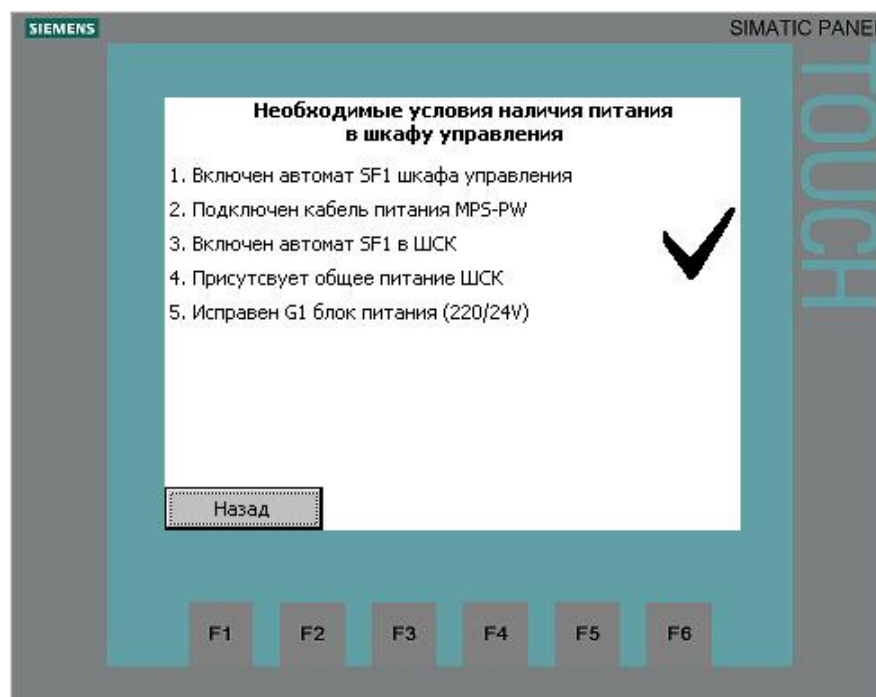 SIEMENS
SIMATIC PANEL
TOUCH
Необходимые условия наличия питания
в шкафу управления
1. Включен автомат SF1 шкафа управления
2. Подключен кабель питания MPS-PW
3. Включен автомат SF1 в ШСК
4. Присутсвует общее питание ШСК
5. Исправен G1 блок питания (220/24V)
Назад
F1 F2 F3 F4 F5 F6